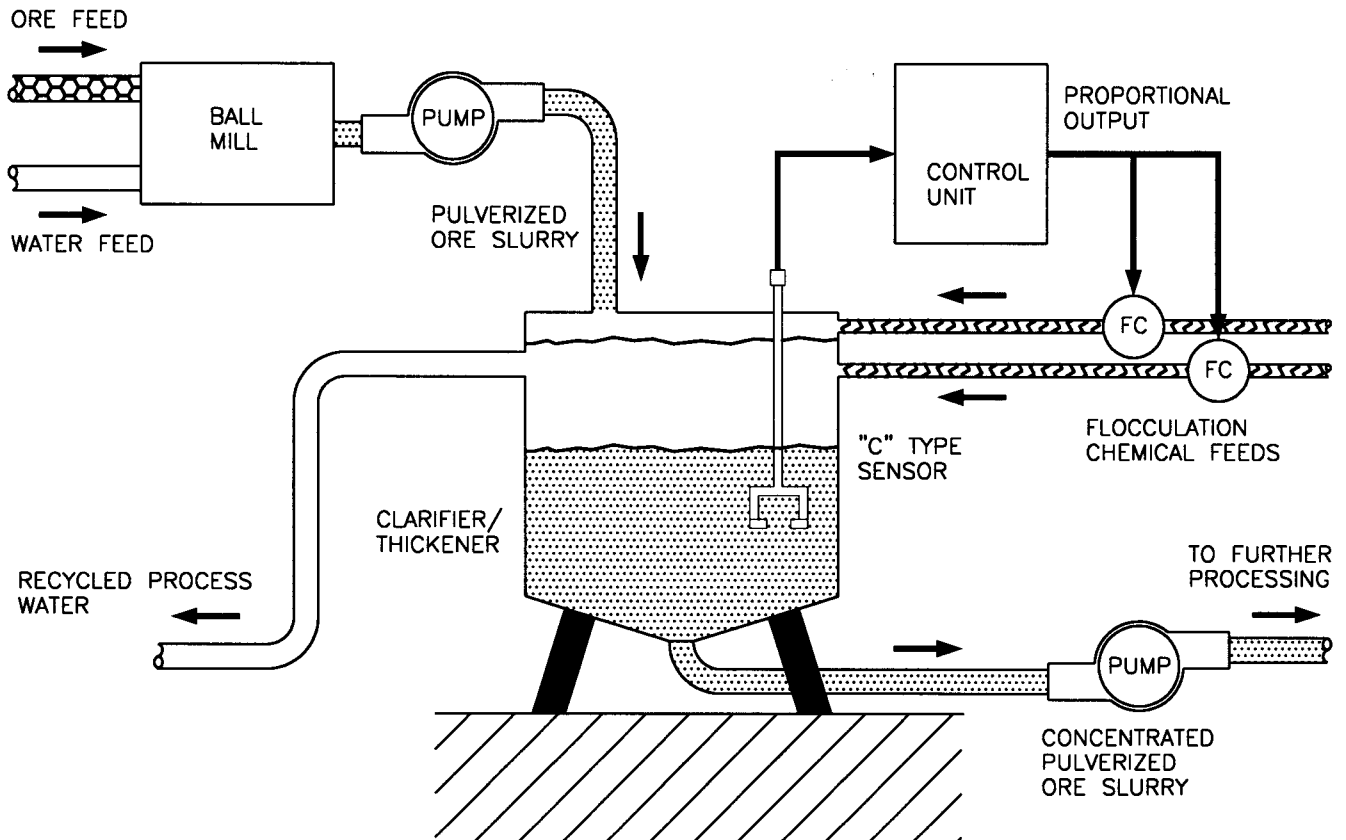 ORE FEED
BALL
MILL
PUMP
WATER FEED
PULVERIZED
ORE SLURRY
CONTROL
UNIT
PROPORTIONAL
OUTPUT
FC
FC
FLOCCULATION
CHEMICAL FEEDS
"C" TYPE
SENSOR
CLARIFIER/
THICKENER
RECYCLED PROCESS
WATER
TO FURTHER
PROCESSING
PUMP
CONCENTRATED
PULVERIZED
ORE SLURRY